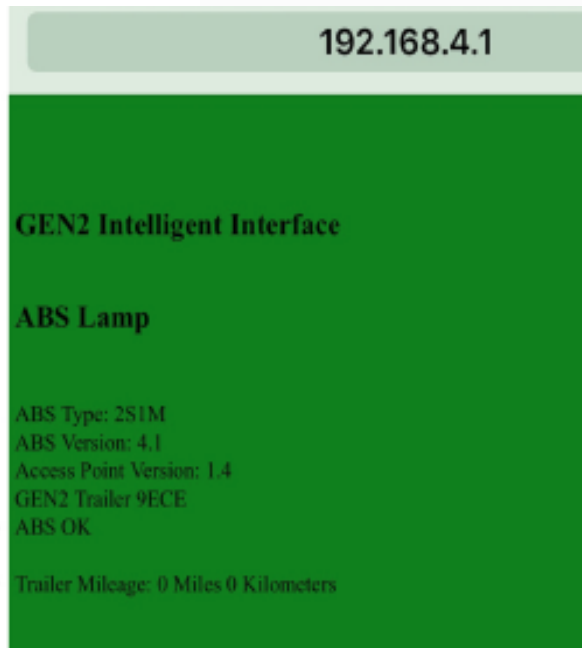 192.168.4.1
GEN2 Intelligent Interface
ABS Lamp
ABS Type: 2S1M
ABS Version: 4.1
Access Point Version: 1.4
GEN2 Trailer 9ECE
ABS OK
Trailer Mileage: 0 Miles 0 Kilometers